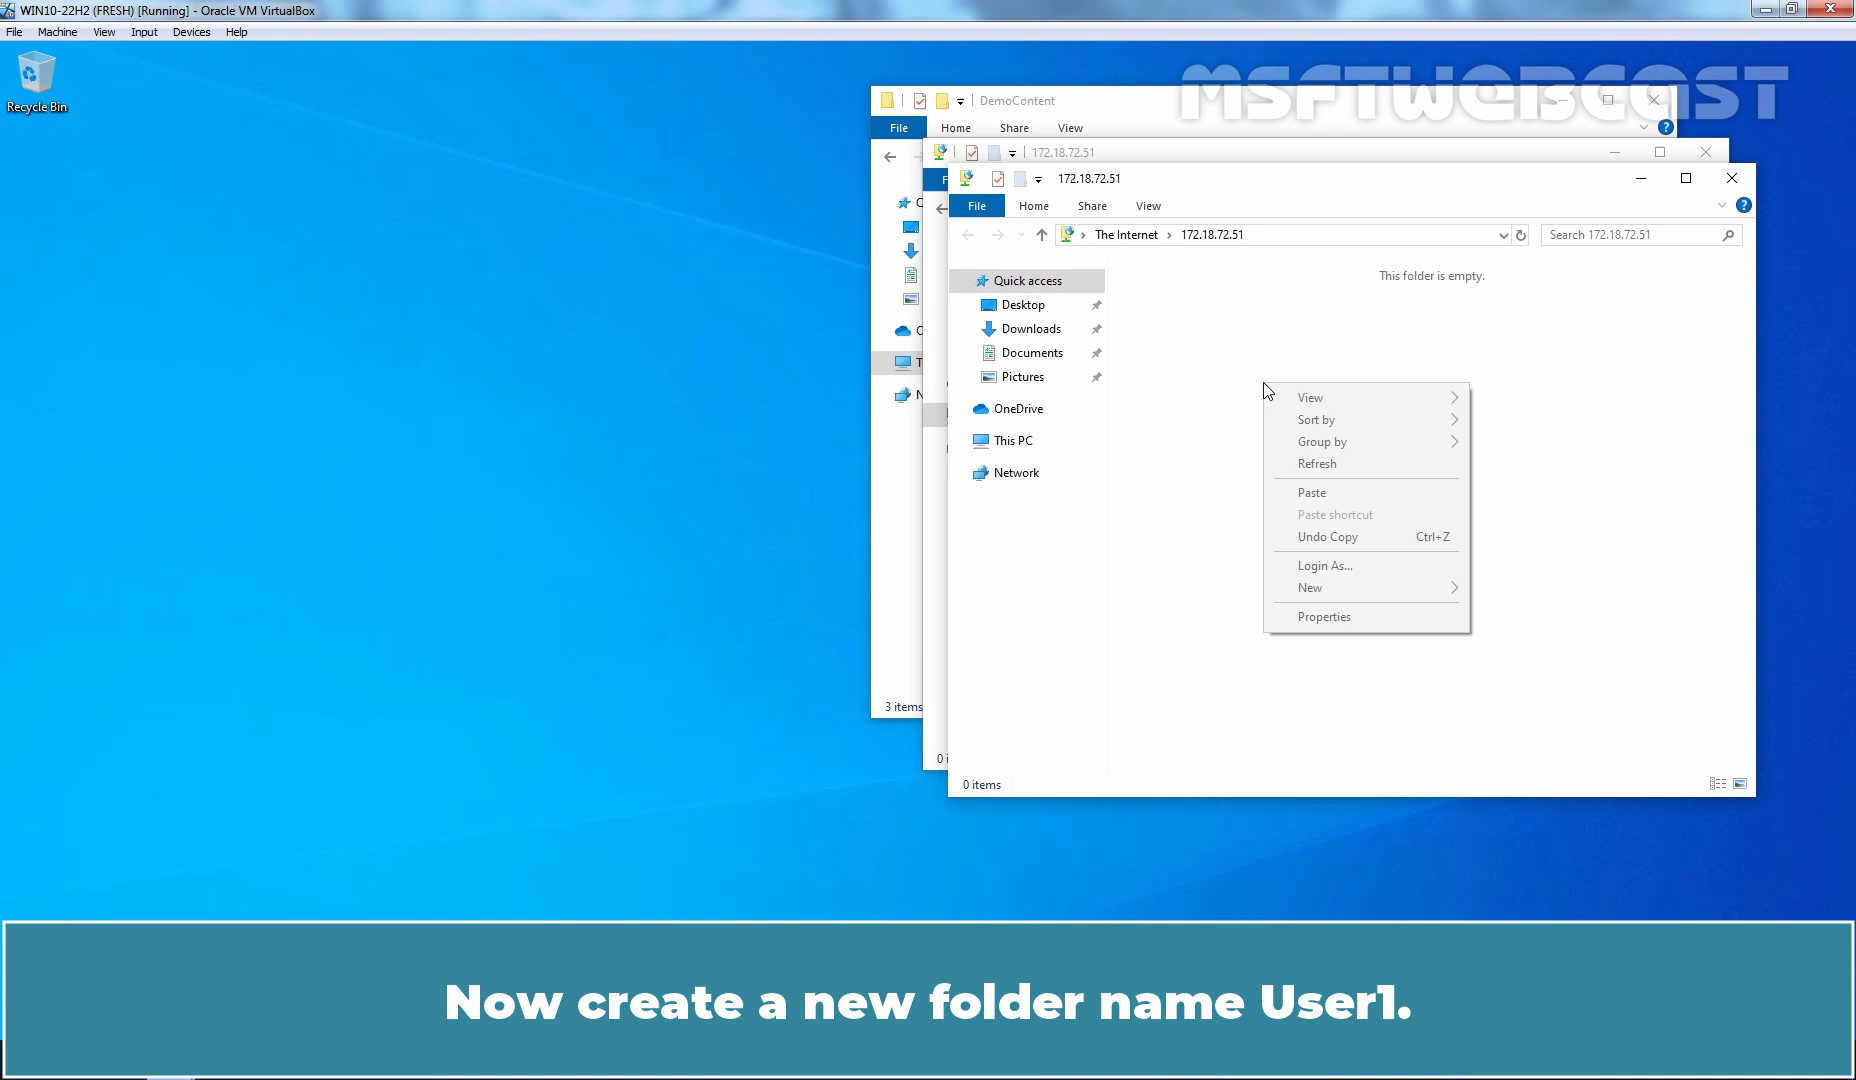 WIN10-22H2 (FRESH) [Running] - Oracle VM VirtualBox
File Machine View Input Devices Help
Recycle Bin
MSFTWEBCAST
DemoContent
File Home Share View
172.18.72.51
172.18.72.51
File Home Share View
The Internet 172.18.72.51 Search 172.18.72.51
Quick access
Desktop
Downloads
Documents
Pictures
OneDrive
This PC
Network
This folder is empty.
View
Sort by
Group by
Refresh
Paste
Paste shortcut
Undo Copy Ctrl+Z
Login As...
New
Properties
3 items
0 items
Now create a new folder name User1.